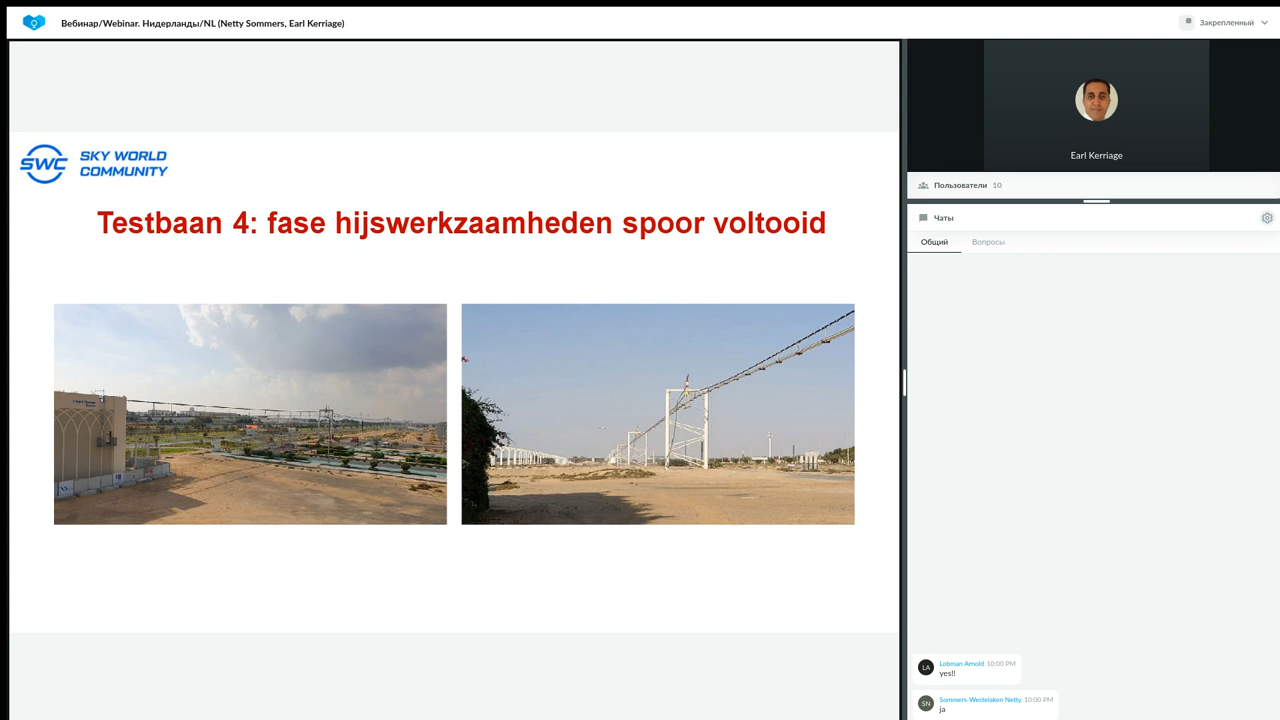 Вебинар/Webinar. Нидерланды/NL (Netty Sommers, Earl Kerriage)
Закрепленный
SWC SKY WORLD
COMMUNITY
Testbaan 4: fase hijswerkzaamheden spoor voltooid
Earl Kerriage
Пользователи 10
Чаты
Общий Вопросы
LA Lobman Arnold 10:00 PM
yes!!
SN Sommers-Westelaken Netty 10:00 PM
ja